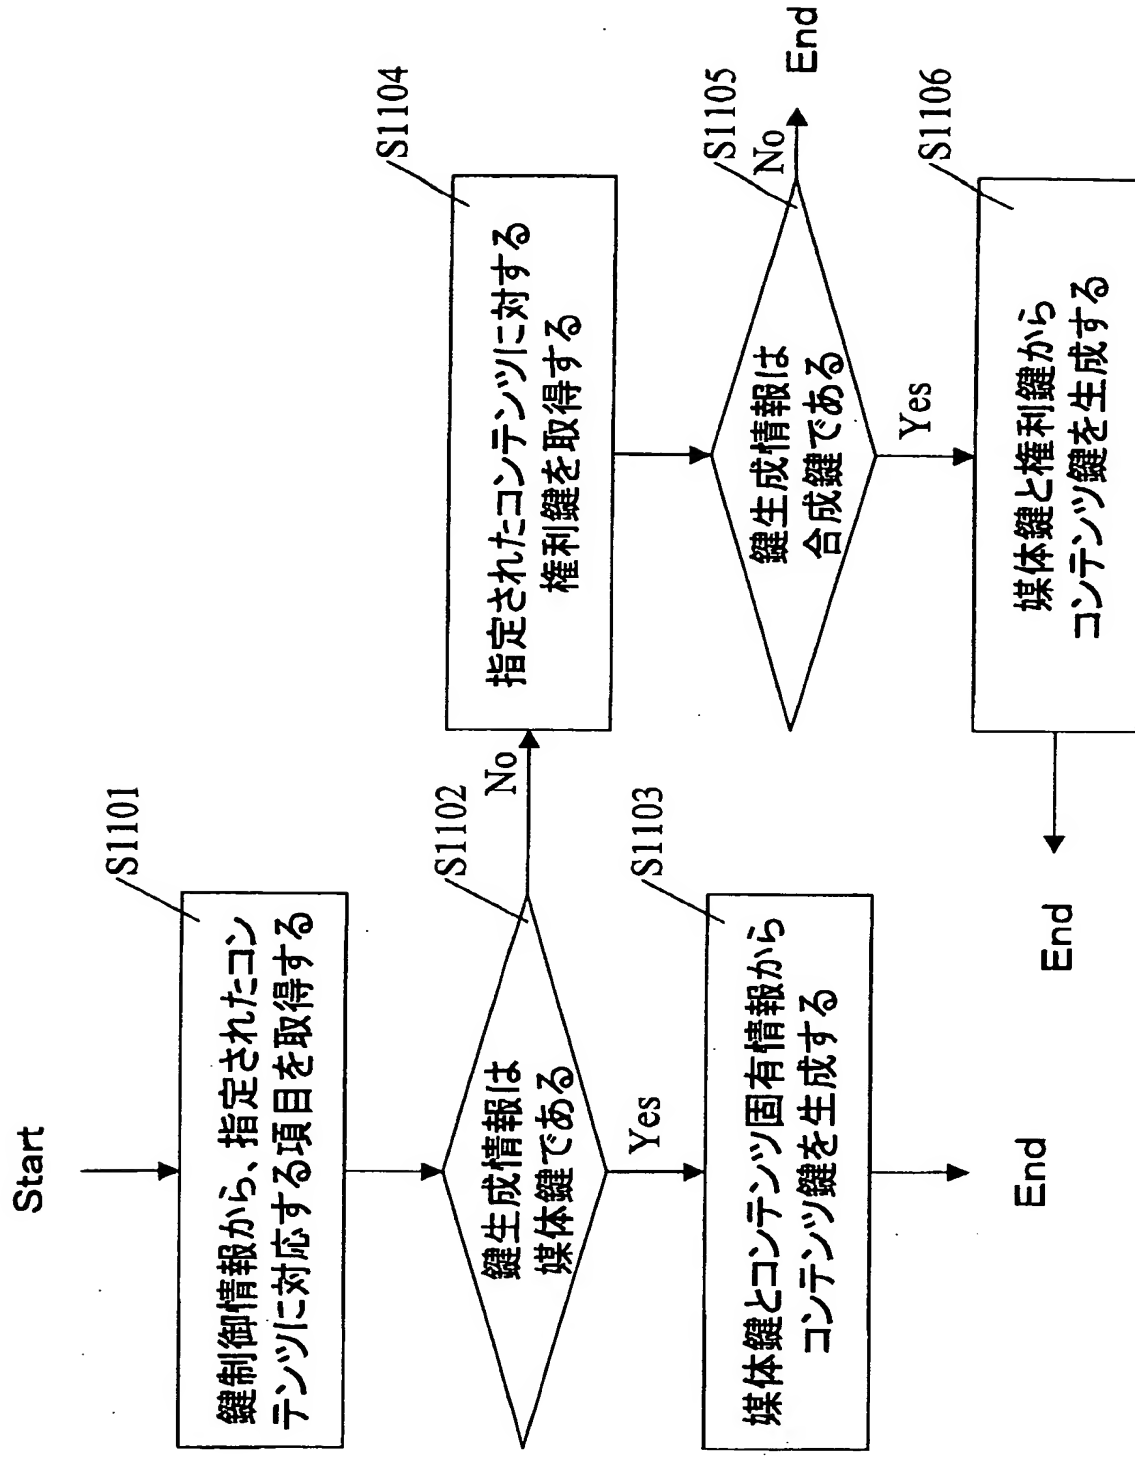 Start
S1101
鍵制御情報から、指定されたコン
テンツに対応する項目を取得する
S1102
鍵生成情報は
媒体鍵である
No
Yes
S1103
媒体鍵とコンテンツ固有情報から
コンテンツ鍵を生成する
End
S1104
指定されたコンテンツに対する
権利鍵を取得する
S1105
鍵生成情報は
合成鍵である
No
End
Yes
S1106
媒体鍵と権利鍵から
コンテンツ鍵を生成する
End